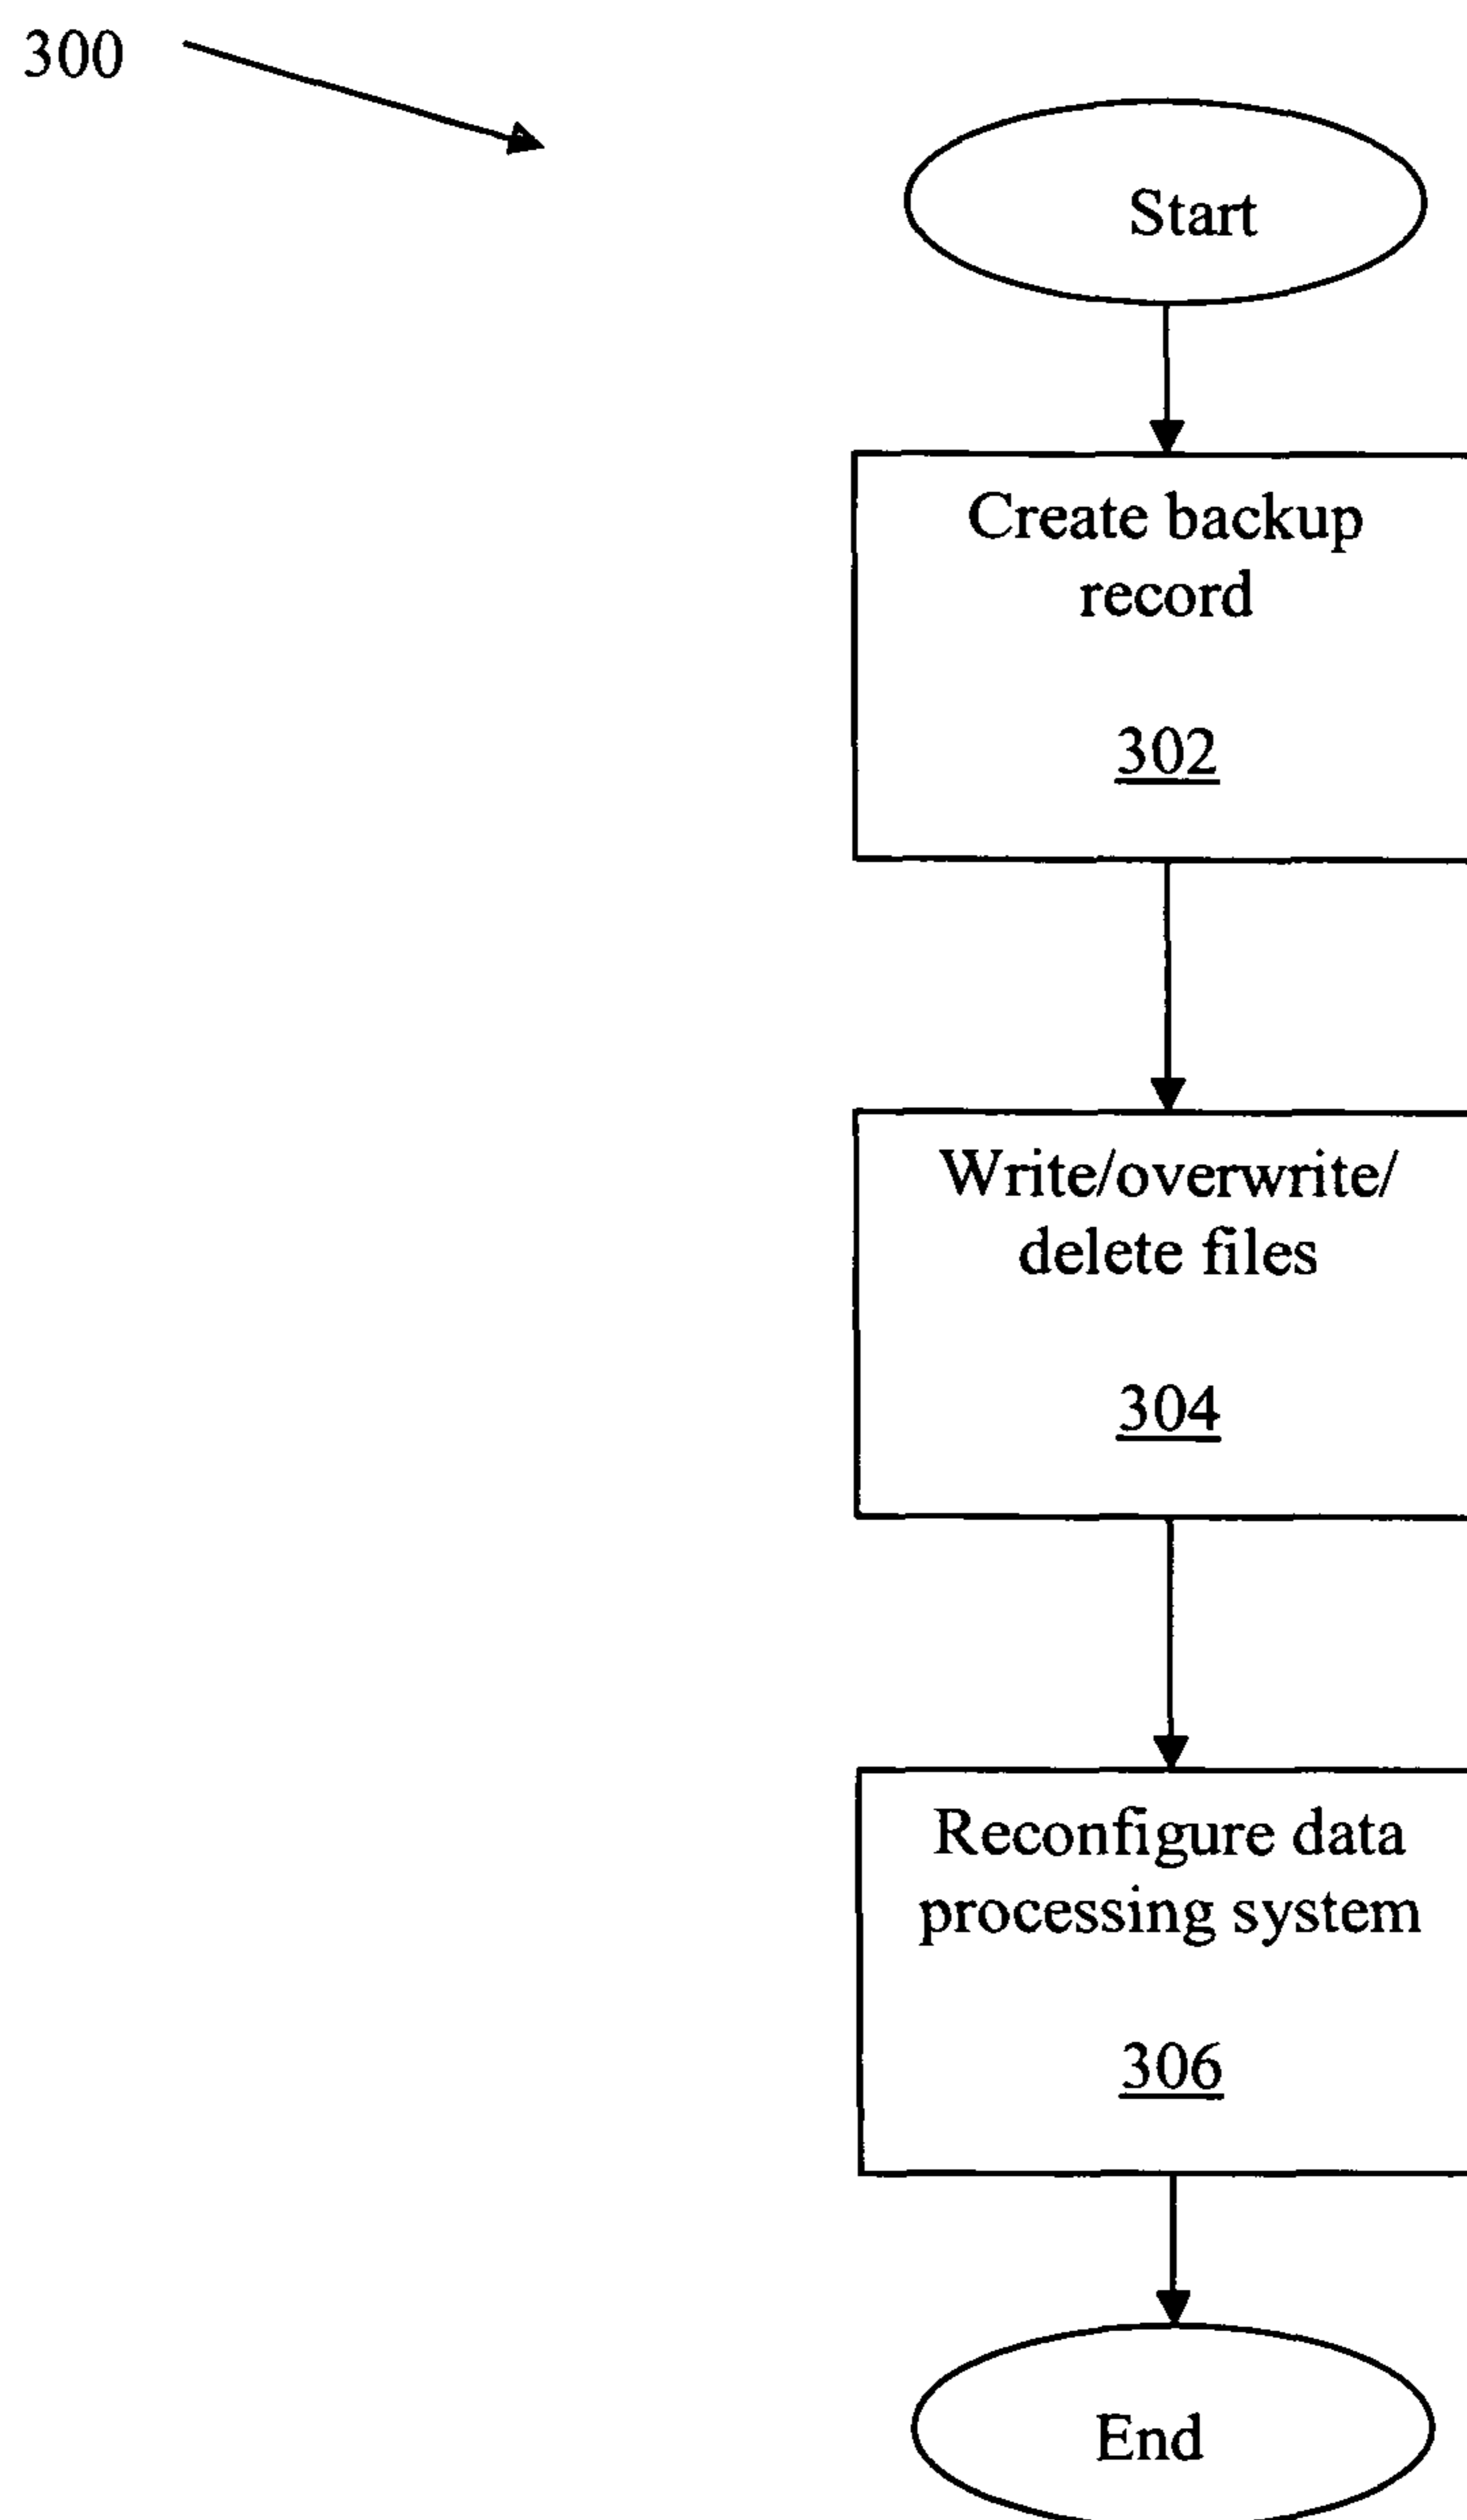 300
Start
Create backup
record
302
Write/overwrite/
delete files
304
Reconfigure data
processing system
306
End